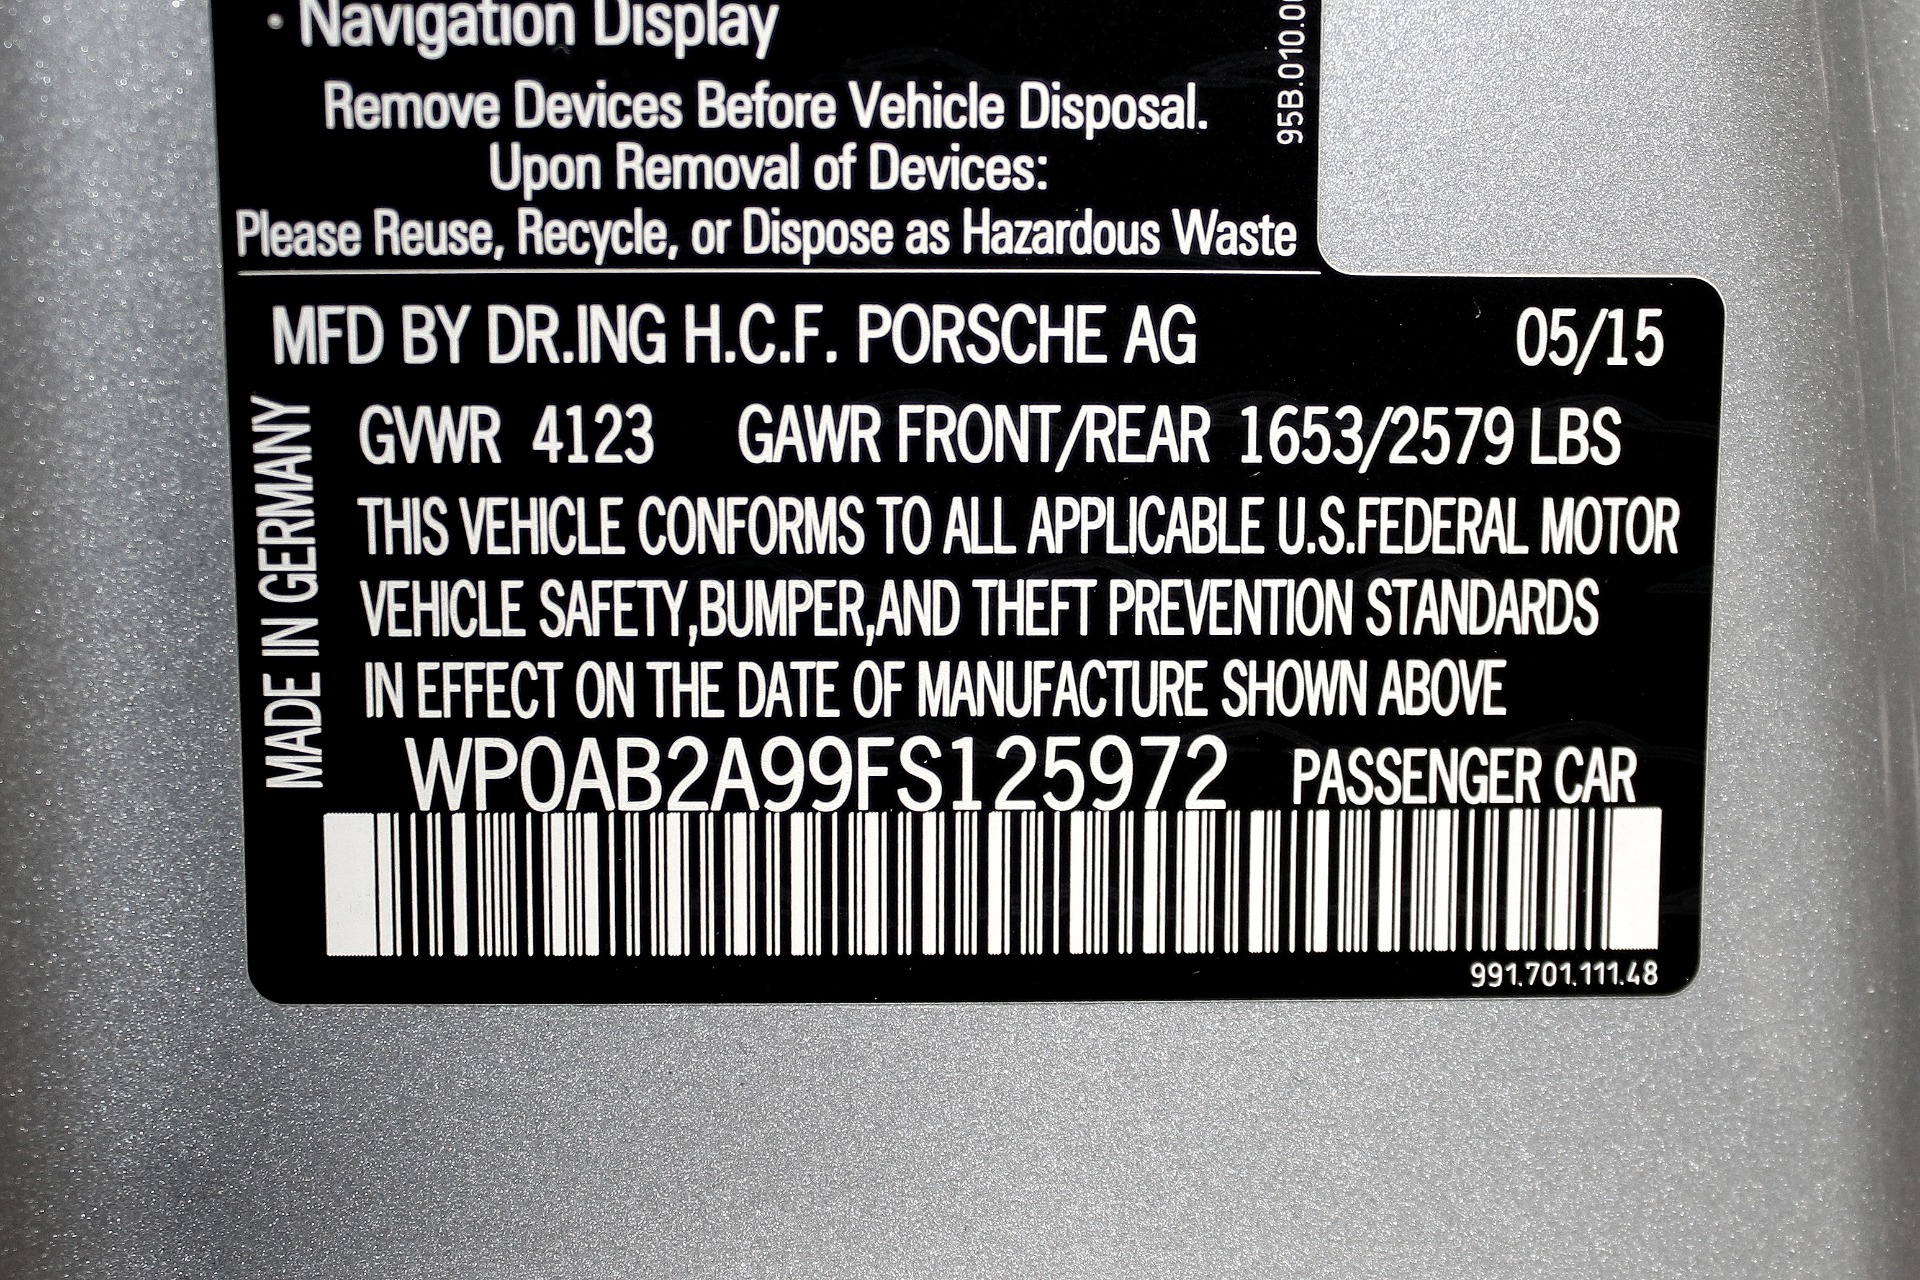 · Navigation Display
Remove Devices Before Vehicle Disposal.
Upon Removal of Devices:
Please Reuse, Recycle, or Dispose as Hazardous Waste
MFD BY DR.ING H.C.F. PORSCHE AG 05/15
MADE IN GERMANY
GVWR 4123 GAWR FRONT/REAR 1653/2579 LBS
THIS VEHICLE CONFORMS TO ALL APPLICABLE U.S.FEDERAL MOTOR
VEHICLE SAFETY,BUMPER,AND THEFT PREVENTION STANDARDS
IN EFFECT ON THE DATE OF MANUFACTURE SHOWN ABOVE
WP0AB2A99FS125972 PASSENGER CAR
991.701.111.48